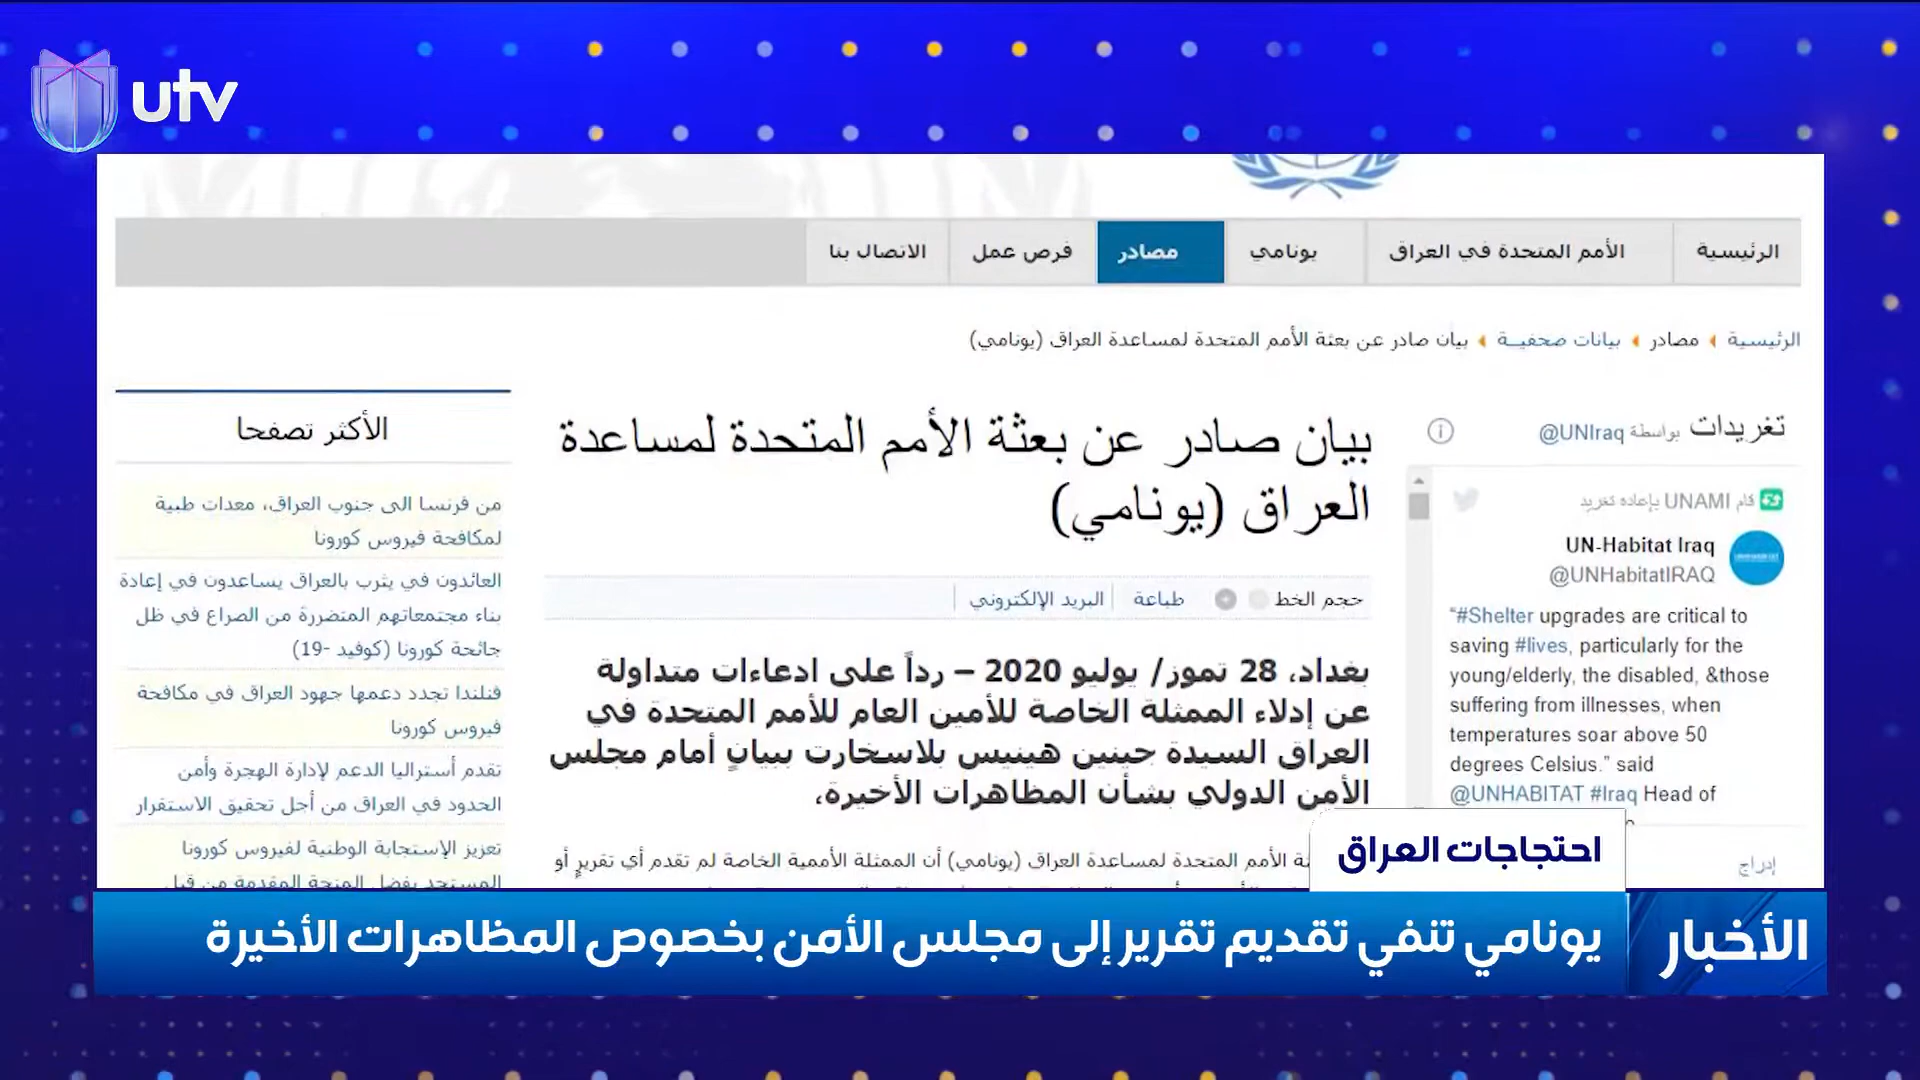 utv
الرئيسية
الأمم المتحدة في العراق
يونامي
مصادر
فرص عمل
الاتصال بنا
الرئيسية
بيانات صحفيــة
مصادر
بيان صادر عن بعثة الأمم المتحدة لمساعدة العراق (يونامي)
تغريدات بواسطة @UNIraq
قام UNAMI بإعادة تغريد
UN-Habitat Iraq
@UNHabitatIRAQ
"#Shelter upgrades are critical to
saving #lives, particularly for the
young/elderly, the disabled, &those
suffering from illnesses, when
temperatures soar above 50
degrees Celsius." said
@UNHABITAT #Iraq Head of
إدراج
بيان صادر عن بعثة الأمم المتحدة لمساعدة
العراق (يونامي)
حجم الخط
طباعة
البريد الإلكتروني
بغداد، 28 تموز/ يوليو 2020 – رداً على ادعاءات متداولة
عن إدلاء الممثلة الخاصة للأمين العام للأمم المتحدة في
العراق السيدة جينين هينيس بلاسخارت ببيانٍ أمام مجلس
الأمن الدولي بشأن المظاهرات الأخيرة،
الأمم المتحدة لمساعدة العراق (يونامي) أن الممثلة الأممية الخاصة لم تقدم أي تقريرٍ أو
الأكثر تصفحا
من فرنسا الى جنوب العراق، معدات طبية
لمكافحة فيروس كورونا
العائدون في يثرب بالعراق يساعدون في إعادة
بناء مجتمعاتهم المتضررة من الصراع في ظل
جائحة كورونا (كوفيد -19)
فنلندا تجدد دعمها جهود العراق في مكافحة
فيروس كورونا
تقدم أستراليا الدعم لإدارة الهجرة وأمن
الحدود في العراق من أجل تحقيق الاستقرار
تعزيز الإستجابة الوطنية لفيروس كورونا
المستجد بفضل المنحة المقدمة من قبل
احتجاجات العراق
الأخبار
يونامي تنفي تقديم تقرير إلى مجلس الأمن بخصوص المظاهرات الأخيرة